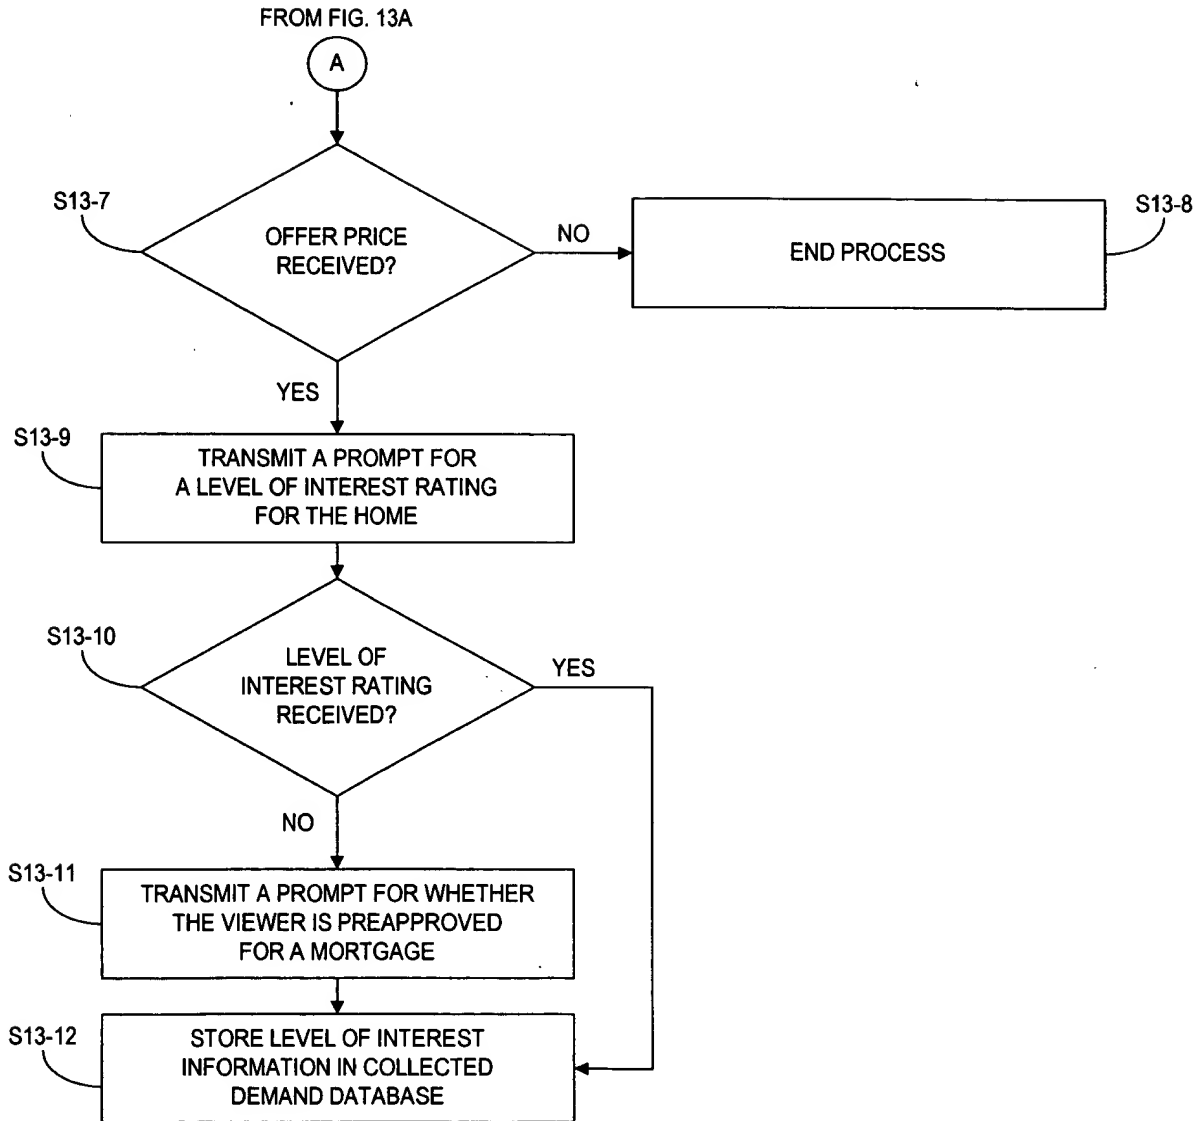 FROM FIG. 13A
A
S13-7
OFFER PRICE
RECEIVED?
NO
END PROCESS
S13-8
YES
S13-9
TRANSMIT A PROMPT FOR
A LEVEL OF INTEREST RATING
FOR THE HOME
S13-10
LEVEL OF
INTEREST RATING
RECEIVED?
YES
NO
S13-11
TRANSMIT A PROMPT FOR WHETHER
THE VIEWER IS PREAPPROVED
FOR A MORTGAGE
S13-12
STORE LEVEL OF INTEREST
INFORMATION IN COLLECTED
DEMAND DATABASE